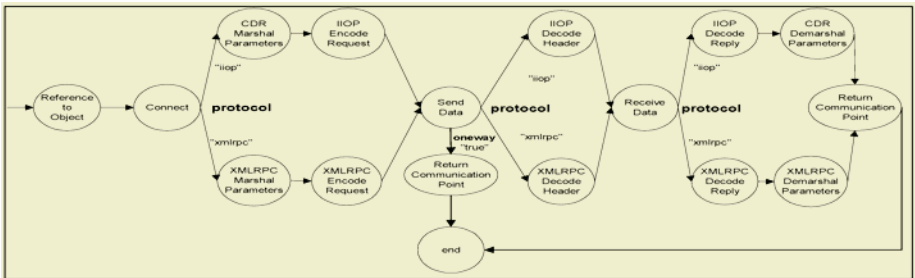 CDR
Marshal
Parameters
IIOP
Encode
Request
IIOP
Decode
Header
IIOP
Decode
Reply
CDR
Demarshal
Parameters
"iiop"
"iiop"
"iiop"
Reference
to
Object
Connect
protocol
Send
Data
protocol
Receive
Data
protocol
Return
Communication
Point
"xmlrpc"
oneway
"true"
"xmlrpc"
"xmlrpc"
XMLRPC
Marshal
Parameters
XMLRPC
Encode
Request
Return
Communication
Point
XMLRPC
Decode
Header
XMLRPC
Decode
Reply
XMLRPC
Demarshal
Parameters
end